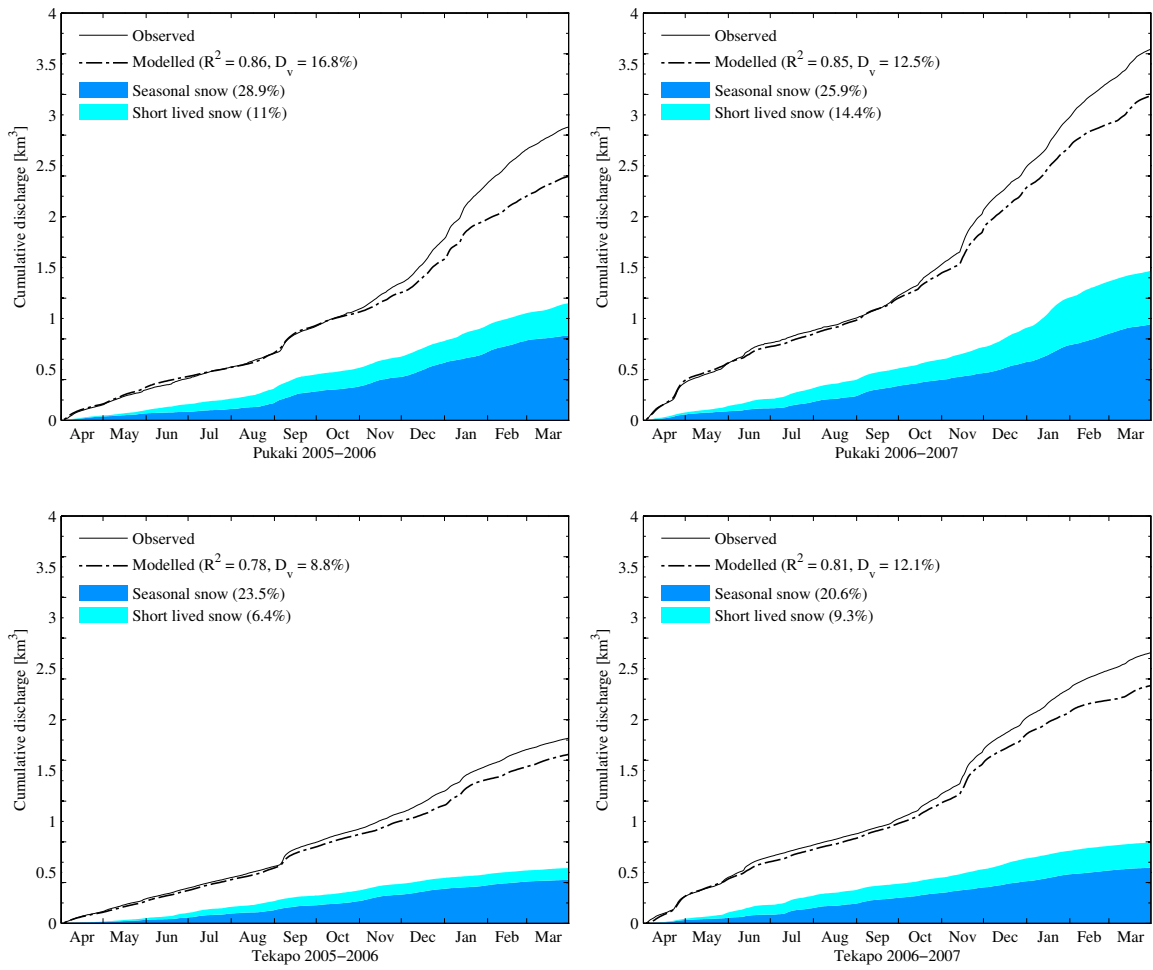 Observed
Modelled (R² = 0.86, D_v = 16.8%)
Seasonal snow (28.9%)
Short lived snow (11%)
Cumulative discharge [km³]
4
3.5
3
2.5
2
1.5
1
0.5
0
Apr May Jun Jul Aug Sep Oct Nov Dec Jan Feb Mar
Pukaki 2005−2006
Observed
Modelled (R² = 0.85, D_v = 12.5%)
Seasonal snow (25.9%)
Short lived snow (14.4%)
Cumulative discharge [km³]
4
3.5
3
2.5
2
1.5
1
0.5
0
Apr May Jun Jul Aug Sep Oct Nov Dec Jan Feb Mar
Pukaki 2006−2007
Observed
Modelled (R² = 0.78, D_v = 8.8%)
Seasonal snow (23.5%)
Short lived snow (6.4%)
Cumulative discharge [km³]
4
3.5
3
2.5
2
1.5
1
0.5
0
Apr May Jun Jul Aug Sep Oct Nov Dec Jan Feb Mar
Tekapo 2005−2006
Observed
Modelled (R² = 0.81, D_v = 12.1%)
Seasonal snow (20.6%)
Short lived snow (9.3%)
Cumulative discharge [km³]
4
3.5
3
2.5
2
1.5
1
0.5
0
Apr May Jun Jul Aug Sep Oct Nov Dec Jan Feb Mar
Tekapo 2006−2007